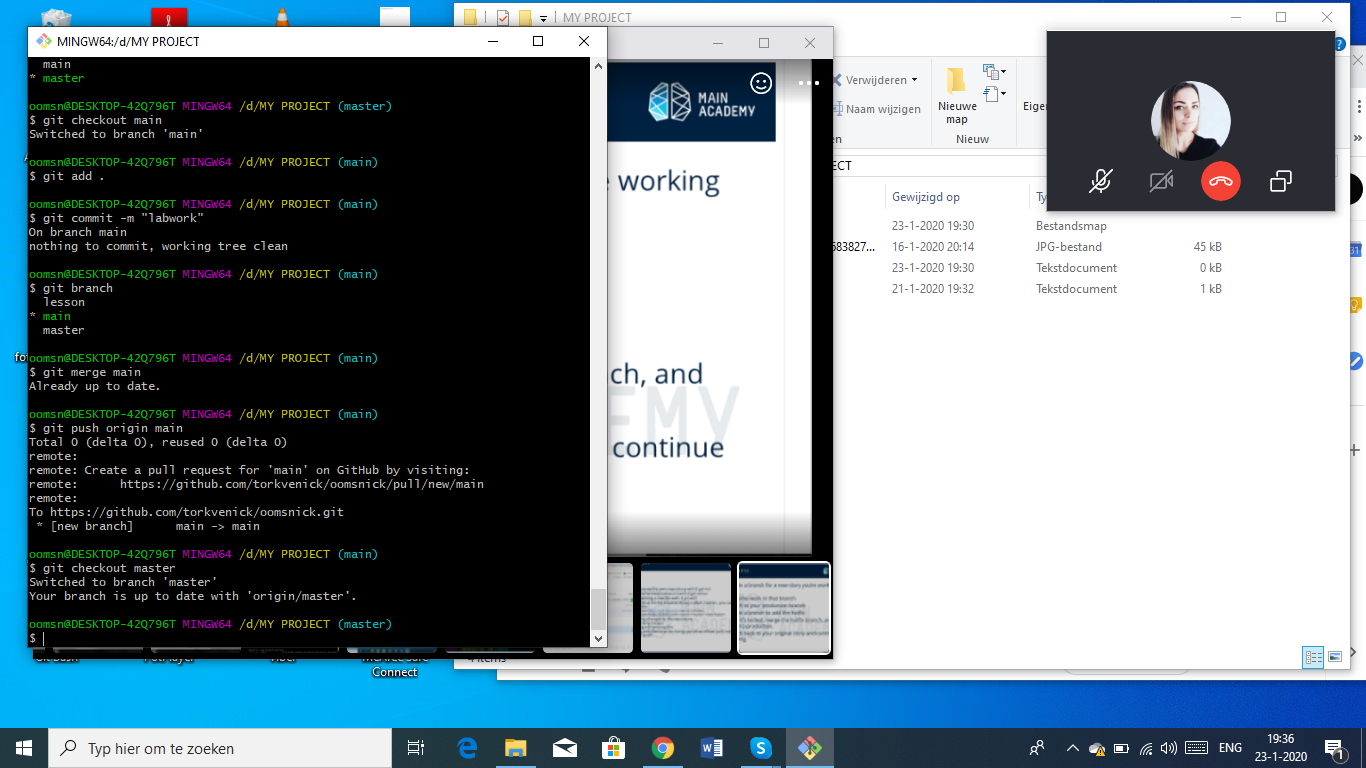 MY PROJECT
MINGW64:/d/MY PROJECT
main
* master
oomsn@DESKTOP-42Q796T MINGW64 /d/MY PROJECT (master)
$ git checkout main
Switched to branch 'main'
oomsn@DESKTOP-42Q796T MINGW64 /d/MY PROJECT (main)
$ git add .
oomsn@DESKTOP-42Q796T MINGW64 /d/MY PROJECT (main)
$ git commit -m "labwork"
On branch main
nothing to commit, working tree clean
oomsn@DESKTOP-42Q796T MINGW64 /d/MY PROJECT (main)
$ git branch
lesson
* main
master
oomsn@DESKTOP-42Q796T MINGW64 /d/MY PROJECT (main)
$ git merge main
Already up to date.
oomsn@DESKTOP-42Q796T MINGW64 /d/MY PROJECT (main)
$ git push origin main
Total 0 (delta 0), reused 0 (delta 0)
remote:
remote: Create a pull request for 'main' on GitHub by visiting:
remote:      https://github.com/torkvenick/oomsnick/pull/new/main
remote:
To https://github.com/torkvenick/oomsnick.git
* [new branch]      main -> main
oomsn@DESKTOP-42Q796T MINGW64 /d/MY PROJECT (main)
$ git checkout master
Switched to branch 'master'
Your branch is up to date with 'origin/master'.
oomsn@DESKTOP-42Q796T MINGW64 /d/MY PROJECT (master)
$
MAIN
ACADEMY
working
ch, and
continue
Verwijderen
Naam wijzigen
Nieuwe
map
Nieuw
Gewijzigd op
23-1-2020 19:30 Bestandsmap
683827... 16-1-2020 20:14 JPG-bestand 45 kB
23-1-2020 19:30 Tekstdocument 0 kB
21-1-2020 19:32 Tekstdocument 1 kB
Connect
Typ hier om te zoeken
ENG
19:36
23-1-2020
1